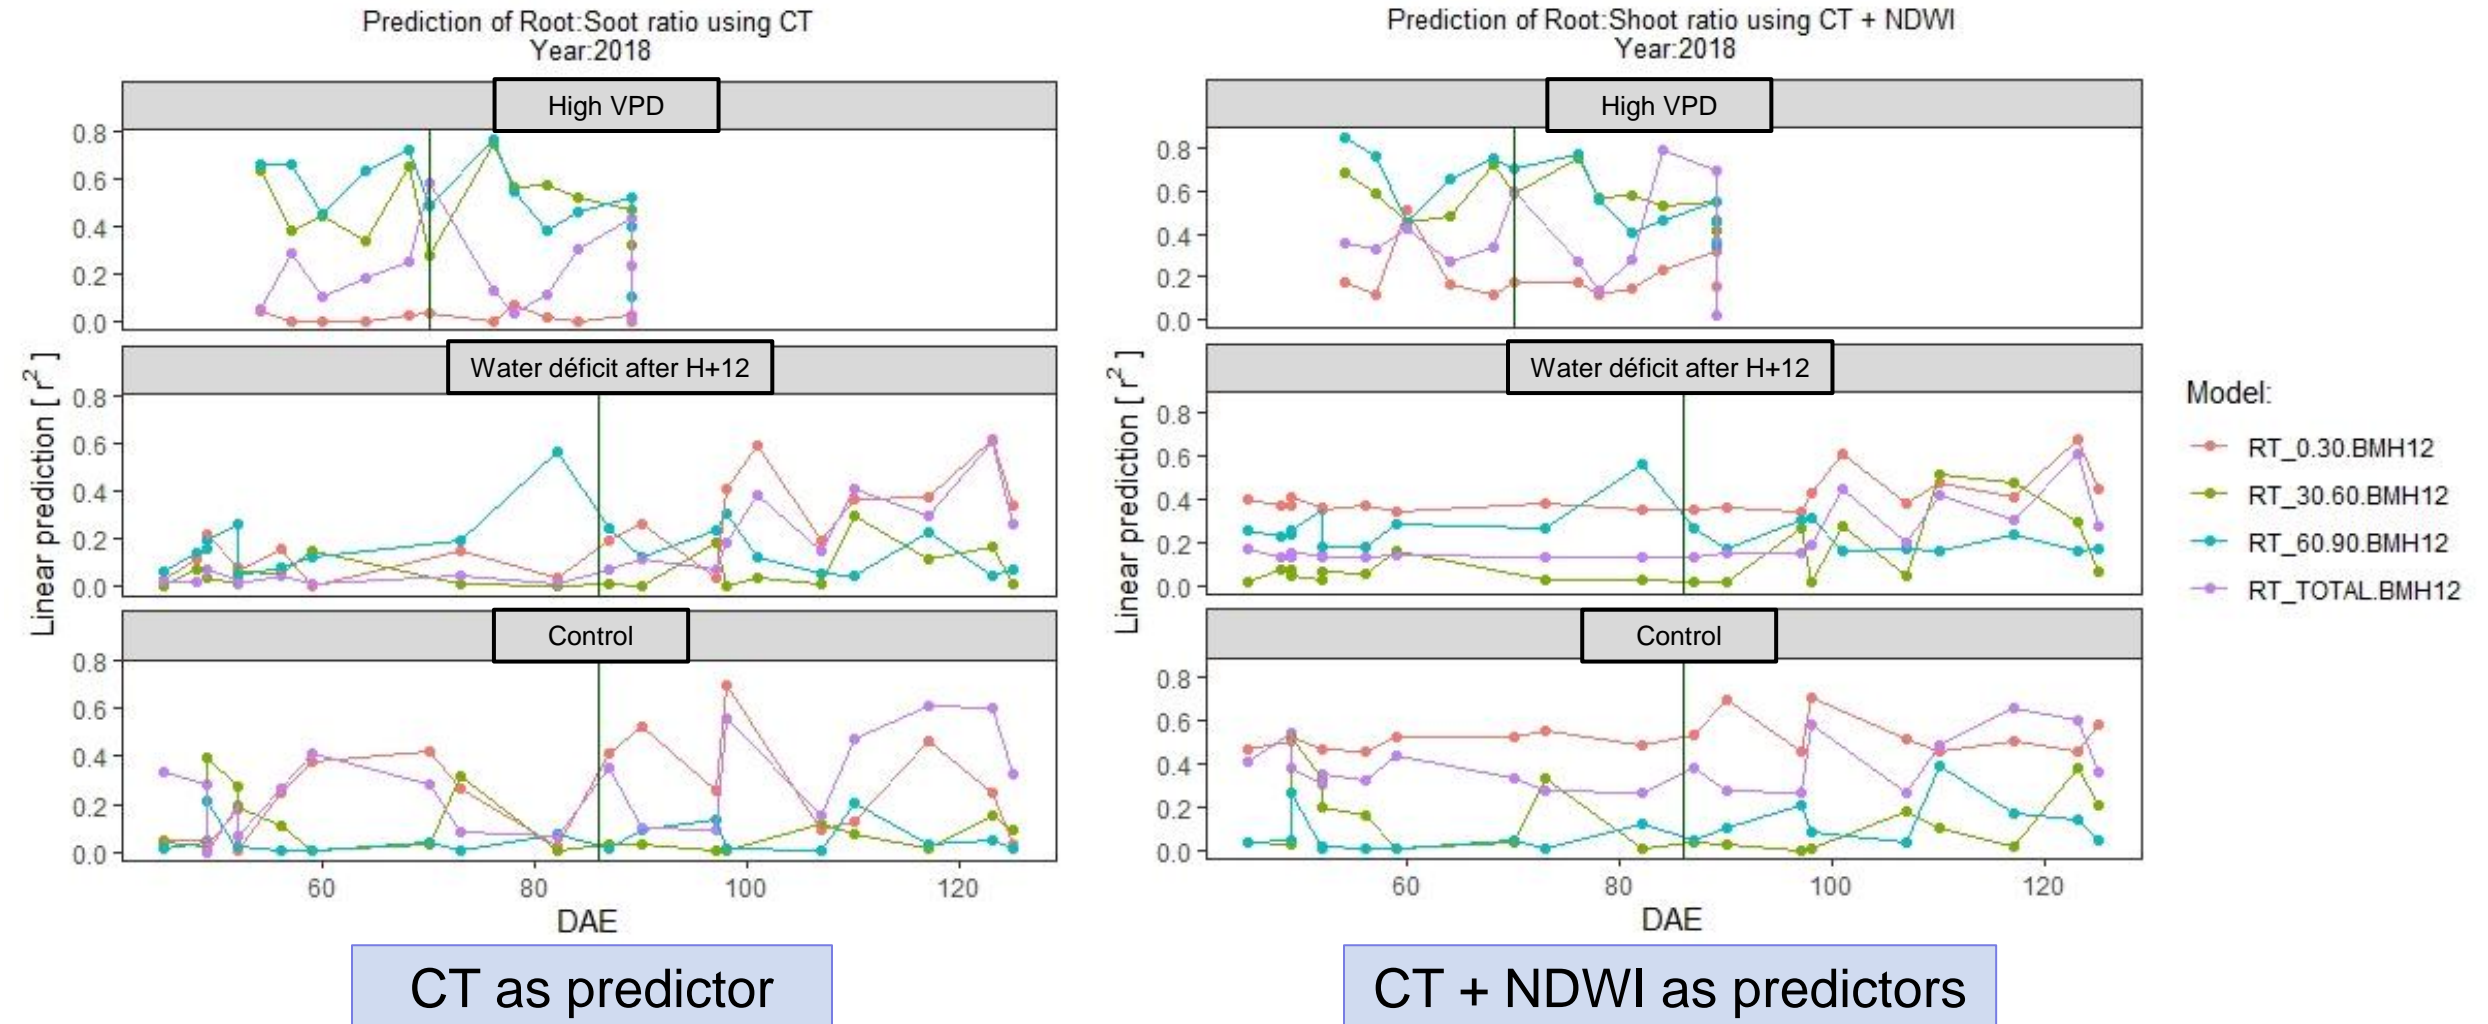 Prediction of Root:Soot ratio using CT
Year:2018
High VPD
0.8
0.6
0.4
0.2
0.0
Water déficit after H+12
0.8
0.6
0.4
0.2
0.0
Control
0.8
0.6
0.4
0.2
0.0
Linear prediction [ r² ]
60 80 100 120
DAE
CT as predictor
Prediction of Root:Shoot ratio using CT + NDWI
Year:2018
High VPD
0.8
0.6
0.4
0.2
0.0
Water déficit after H+12
0.8
0.6
0.4
0.2
0.0
Control
0.8
0.6
0.4
0.2
0.0
Linear prediction [ r² ]
60 80 100 120
DAE
CT + NDWI as predictors
Model:
RT_0.30.BMH12
RT_30.60.BMH12
RT_60.90.BMH12
RT_TOTAL.BMH12